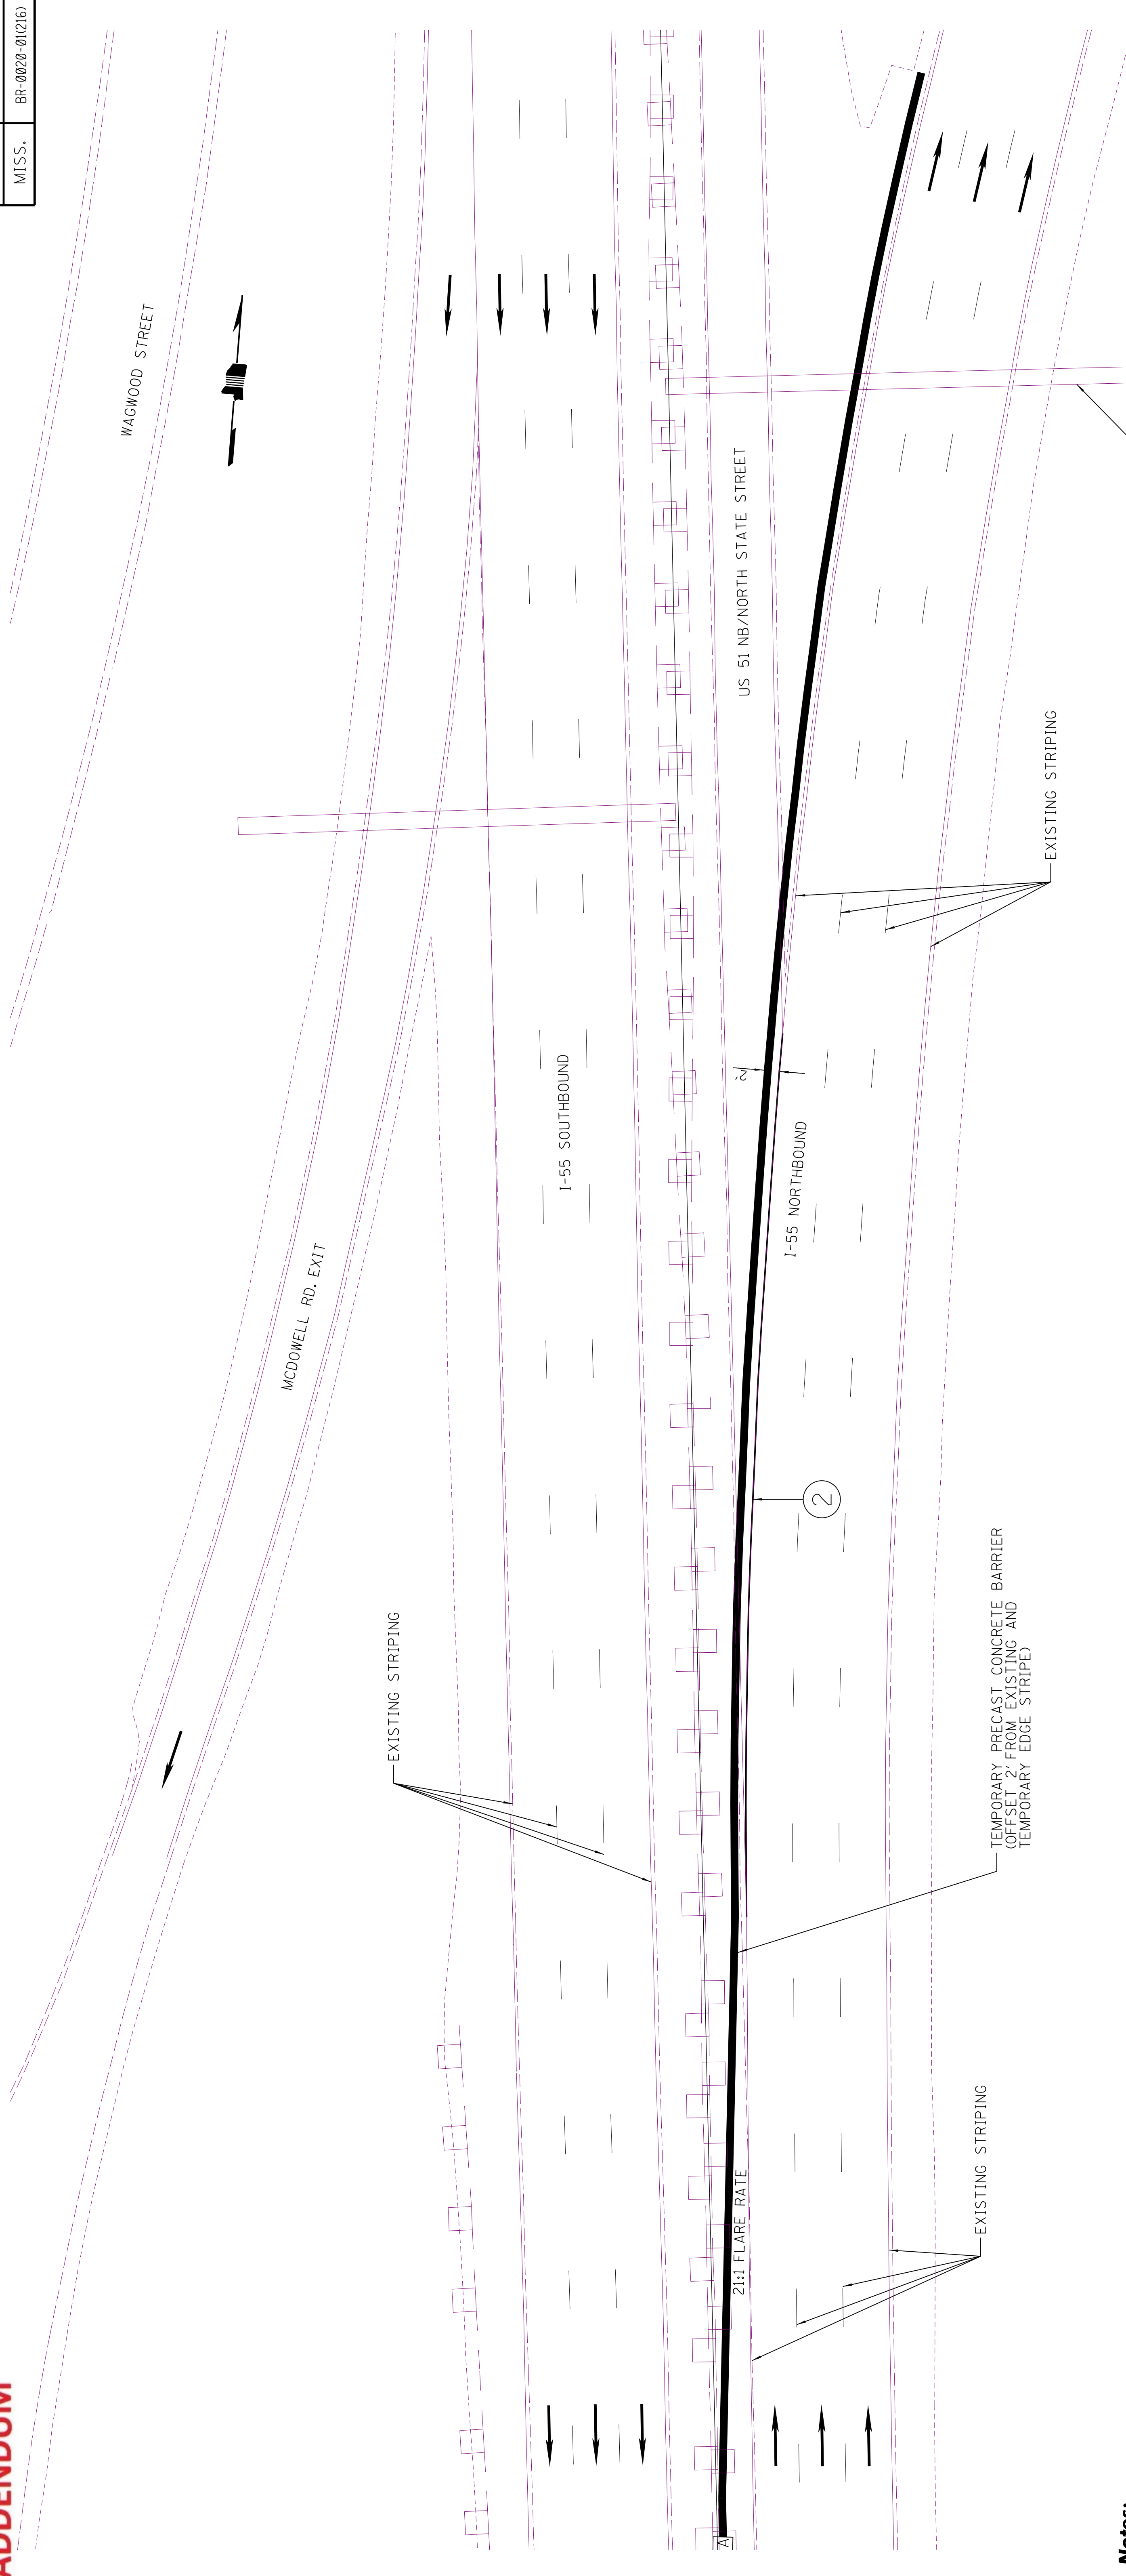 ADDENDUM
MISS.
BR-0020-01(216)
WAGWOOD STREET
MCDOWELL RD. EXIT
EXISTING STRIPING
I-55 SOUTHBOUND
US 51 NB/NORTH STATE STREET
21:1 FLARE RATE
A
2'
I-55 NORTHBOUND
2
EXISTING STRIPING
TEMPORARY PRECAST CONCRETE BARRIER
(OFFSET 2' FROM EXISTING AND
TEMPORARY EDGE STRIPE)
EXISTING STRIPING
Notes: